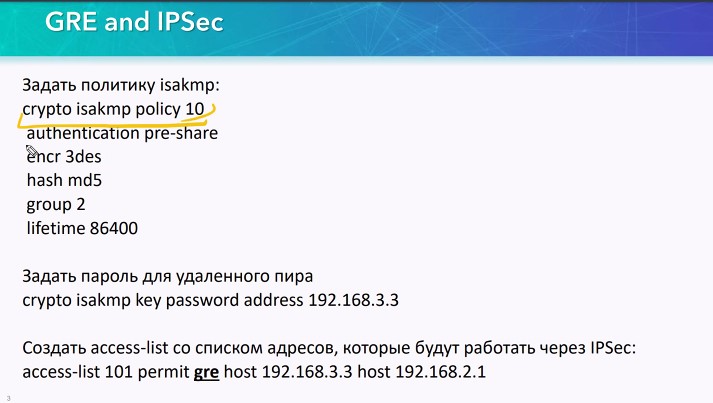 GRE and IPSec
Задать политику isakmp:
crypto isakmp policy 10
authentication pre-share
encr 3des
hash md5
group 2
lifetime 86400
Задать пароль для удаленного пира
crypto isakmp key password address 192.168.3.3
Создать access-list со списком адресов, которые будут работать через IPSec:
access-list 101 permit gre host 192.168.3.3 host 192.168.2.1
3